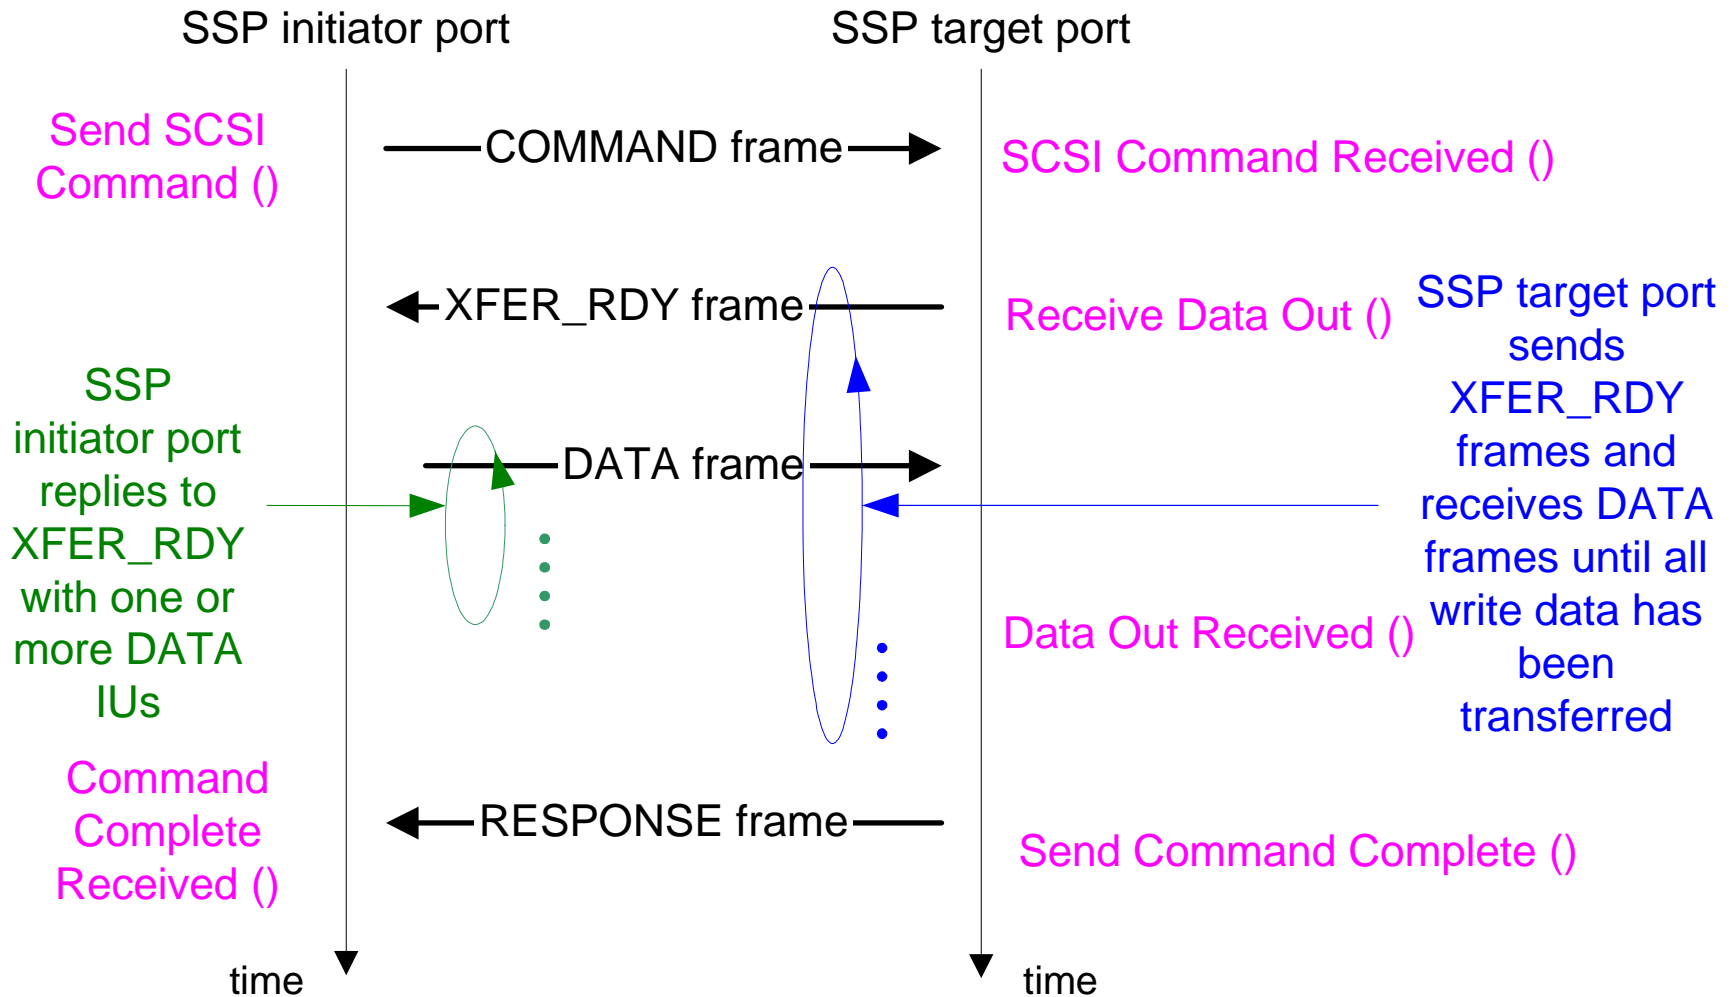 SSP initiator port
SSP target port
Send SCSI
Command ()
COMMAND frame
SCSI Command Received ()
XFER_RDY frame
Receive Data Out ()
SSP target port
sends
XFER_RDY
frames and
receives DATA
frames until all
write data has
been
transferred
SSP
initiator port
replies to
XFER_RDY
with one or
more DATA
IUs
DATA frame
Data Out Received ()
Command
Complete
Received ()
RESPONSE frame
Send Command Complete ()
time
time